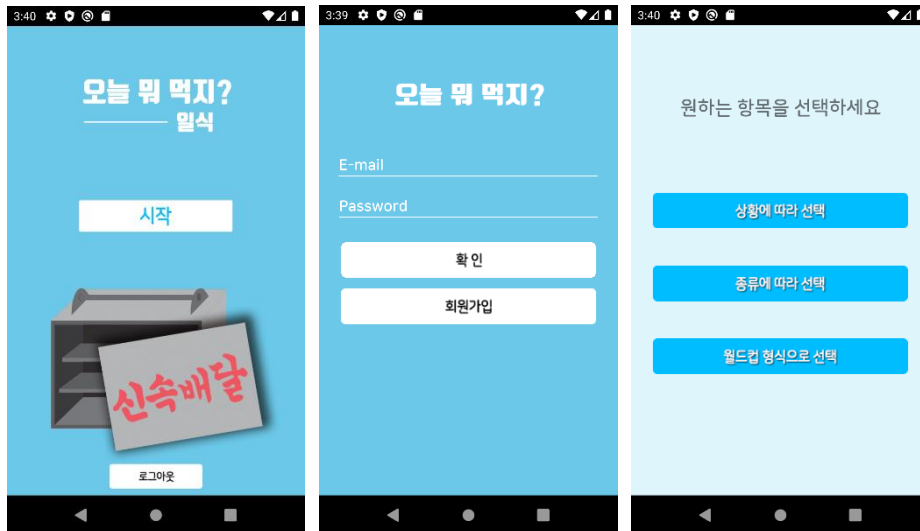 3:40
오늘 뭐 먹지?
일식
시작
신속배달
로그아웃
3:39
오늘 뭐 먹지?
E-mail
Password
확 인
회원가입
3:40
원하는 항목을 선택하세요
상황에 따라 선택
종류에 따라 선택
월드컵 형식으로 선택